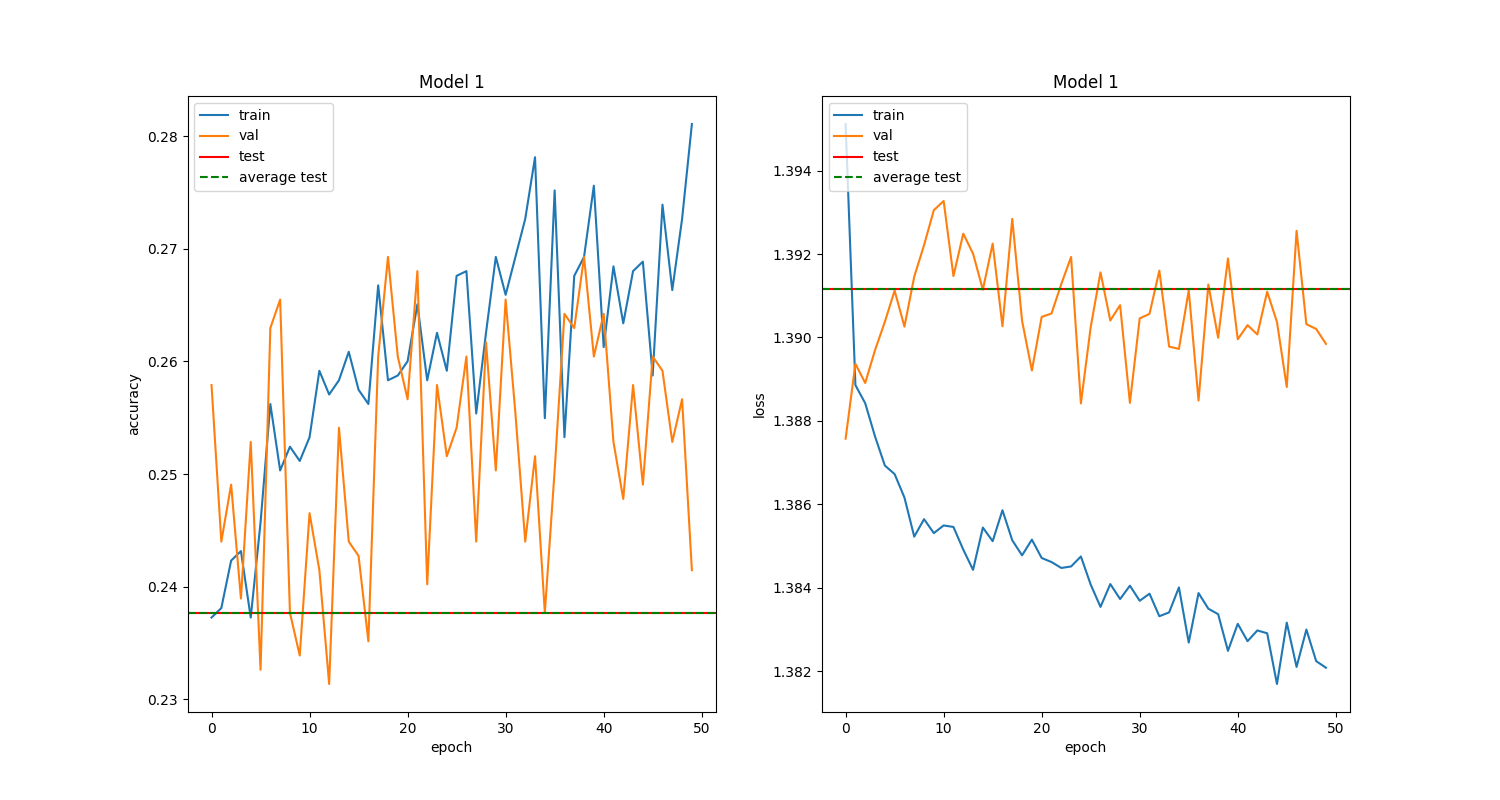 Model 1
train
val
test
average test
0.28
0.27
0.26
0.25
0.24
0.23
accuracy
0 10 20 30 40 50
epoch
Model 1
train
val
test
average test
1.394
1.392
1.390
1.388
1.386
1.384
1.382
loss
0 10 20 30 40 50
epoch